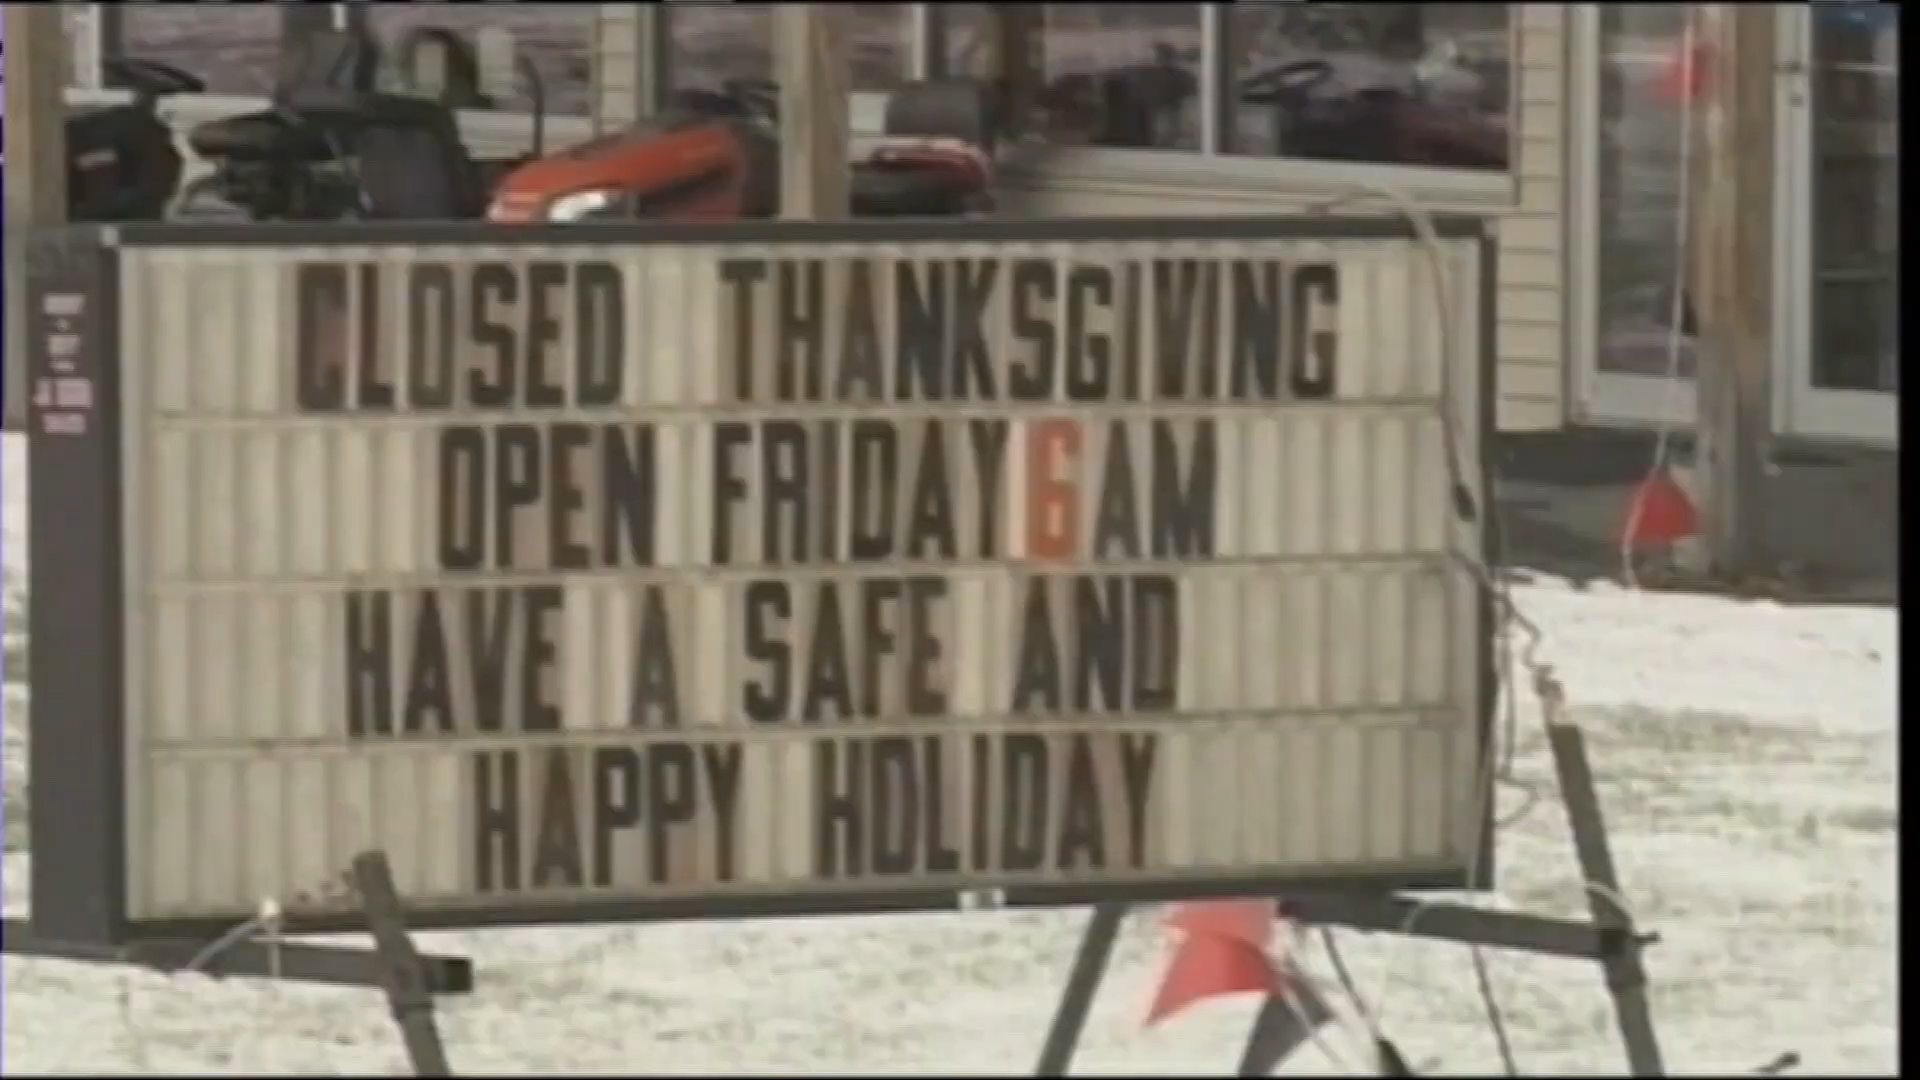 CLOSED THANKSGIVING
OPEN FRIDAY 6AM
HAVE A SAFE AND
HAPPY HOLIDAY